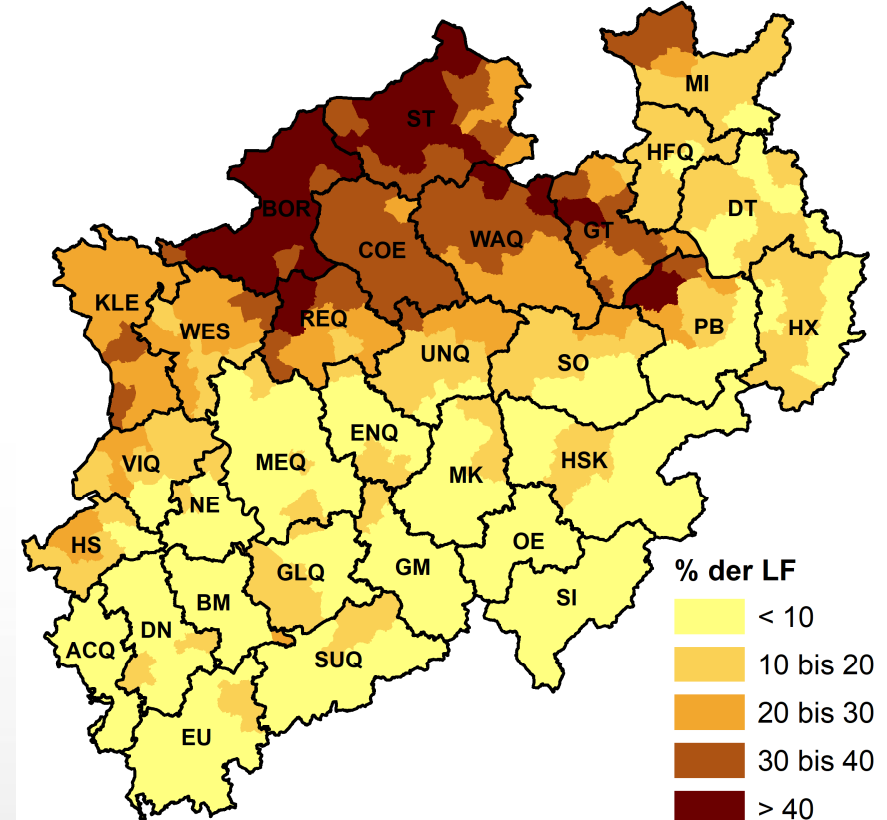 MI
ST
HFQ
BOR
DT
GT
WAQ
COE
KLE
REQ
WES
PB
HX
UNQ
SO
ENQ
MEQ
VIQ
HSK
MK
NE
HS
OE
GLQ
GM
SI
BM
DN
ACQ
SUQ
EU
% der LF
< 10
10 bis 20
20 bis 30
30 bis 40
> 40